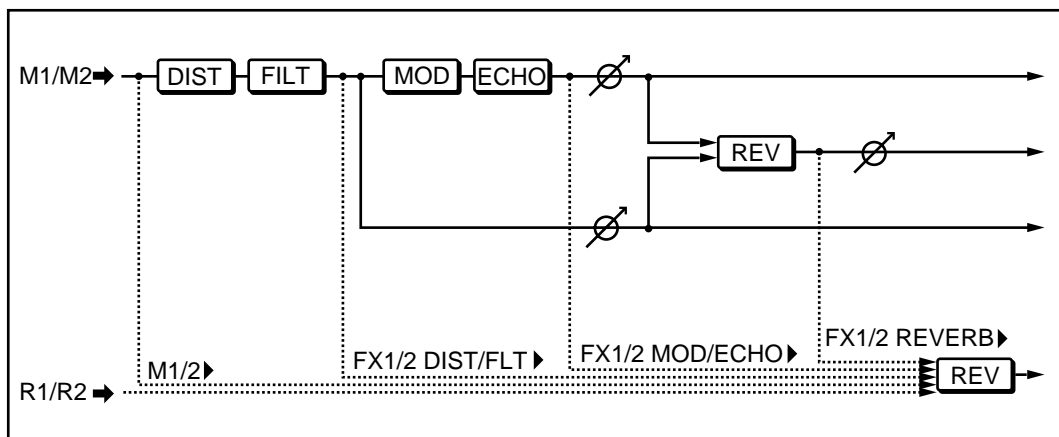 M1/M2
DIST
FILT
MOD
ECHO
REV
FX1/2 REVERB
M1/2
FX1/2 DIST/FLT
FX1/2 MOD/ECHO
REV
R1/R2